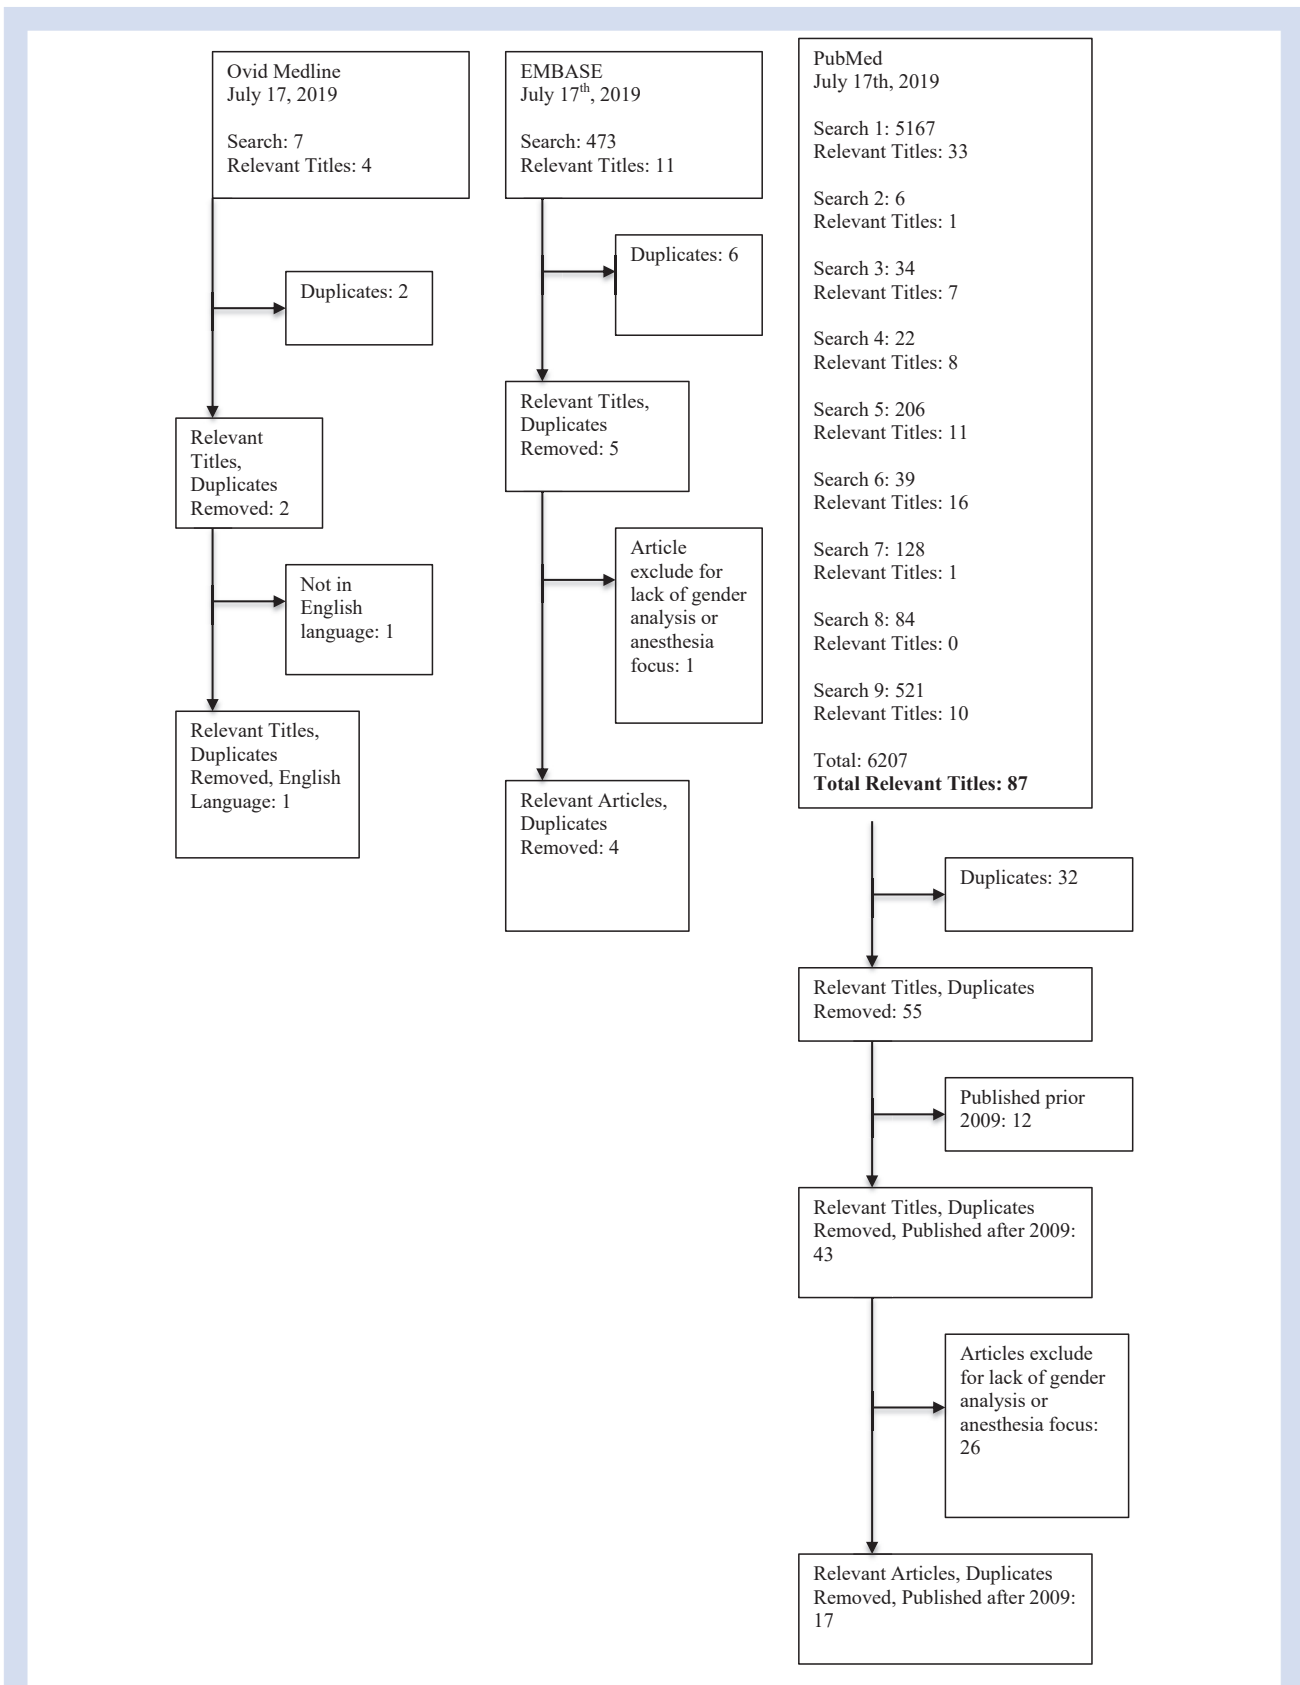 Ovid Medline
July 17, 2019
Search: 7
Relevant Titles: 4
Duplicates: 2
Relevant
Titles,
Duplicates
Removed: 2
Not in
English
language: 1
Relevant Titles,
Duplicates
Removed, English
Language: 1
EMBASE
July 17th, 2019
Search: 473
Relevant Titles: 11
Duplicates: 6
Relevant Titles,
Duplicates
Removed: 5
Article
exclude for
lack of gender
analysis or
anesthesia
focus: 1
Relevant Articles,
Duplicates
Removed: 4
PubMed
July 17th, 2019
Search 1: 5167
Relevant Titles: 33
Search 2: 6
Relevant Titles: 1
Search 3: 34
Relevant Titles: 7
Search 4: 22
Relevant Titles: 8
Search 5: 206
Relevant Titles: 11
Search 6: 39
Relevant Titles: 16
Search 7: 128
Relevant Titles: 1
Search 8: 84
Relevant Titles: 0
Search 9: 521
Relevant Titles: 10
Total: 6207
Total Relevant Titles: 87
Duplicates: 32
Relevant Titles, Duplicates
Removed: 55
Published prior
2009: 12
Relevant Titles, Duplicates
Removed, Published after 2009:
43
Articles exclude
for lack of gender
analysis or
anesthesia focus:
26
Relevant Articles, Duplicates
Removed, Published after 2009:
17